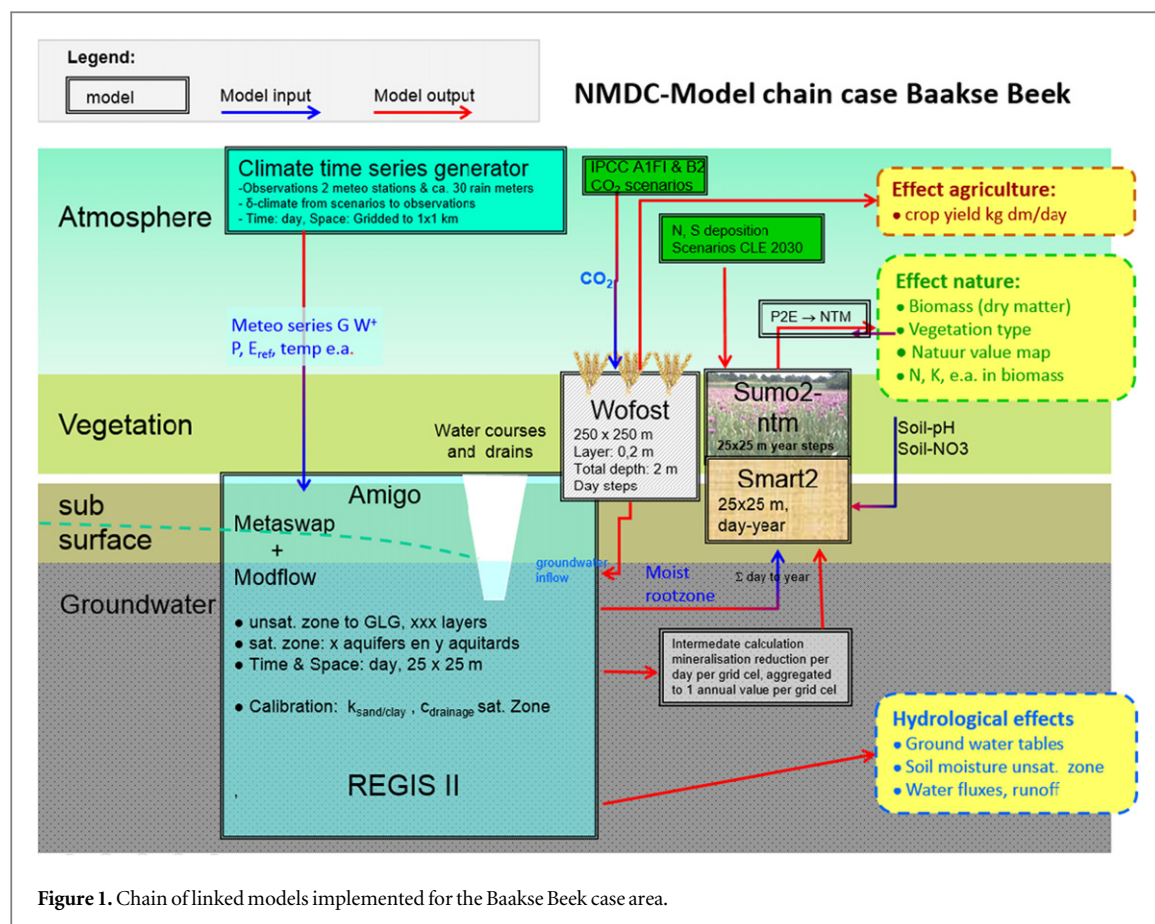 Legend:
model
Model input
Model output
NMDC-Model chain case Baakse Beek
Atmosphere
Climate time series generator
-Observations 2 meteo stations & ca. 30 rain meters
- δ-climate from scenarios to observations
- Time: day, Space: Gridded to 1x1 km
IPCC A1FI & B2
CO₂ scenarios
N, S deposition
Scenarios CLE 2030
Effect agriculture:
● crop yield kg dm/day
CO₂
Effect nature:
● Biomass (dry matter)
● Vegetation type
● Natuur value map
● N, K, e.a. in biomass
P2E → NTM
Meteo series G W⁺
P, E_ref, temp e.a.
Vegetation
Water courses
and drains
Wofost
250 x 250 m
Layer: 0,2 m
Total depth: 2 m
Day steps
Sumo2-
ntm
25x25 m year steps
Smart2
25x25 m,
day-year
Soil-pH
Soil-NO3
sub
surface
Amigo
Metaswap
+
Modflow
groundwater
inflow
Moist
rootzone
Σ day to year
Groundwater
● unsat. zone to GLG, xxx layers
● sat. zone: x aquifers en y aquitards
● Time & Space: day, 25 x 25 m
● Calibration: k_sand/clay , c_drainage sat. Zone
Intermedate calculation
mineralisation reduction per
day per grid cel, aggregated
to 1 annual value per grid cel
REGIS II
,
Hydrological effects
● Ground water tables
● Soil moisture unsat. zone
● Water fluxes, runoff
Figure 1. Chain of linked models implemented for the Baakse Beek case area.